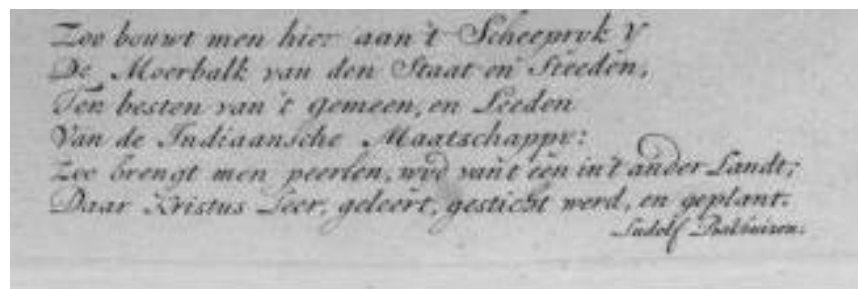 Zoo bouwt men hier aan't Scheepryk Y
De Moerbalk van den Staat en Steeden,
Ten besten van 't gemeen, en Leeden
Van de Indiaansche Maatschappy:
Zoo brengt men peerlen, wyd van't een in't ander Landt;
Daar Kristus Leer, geleert, gesticht werd, en geplant.
Ludolf Bakhuizen.